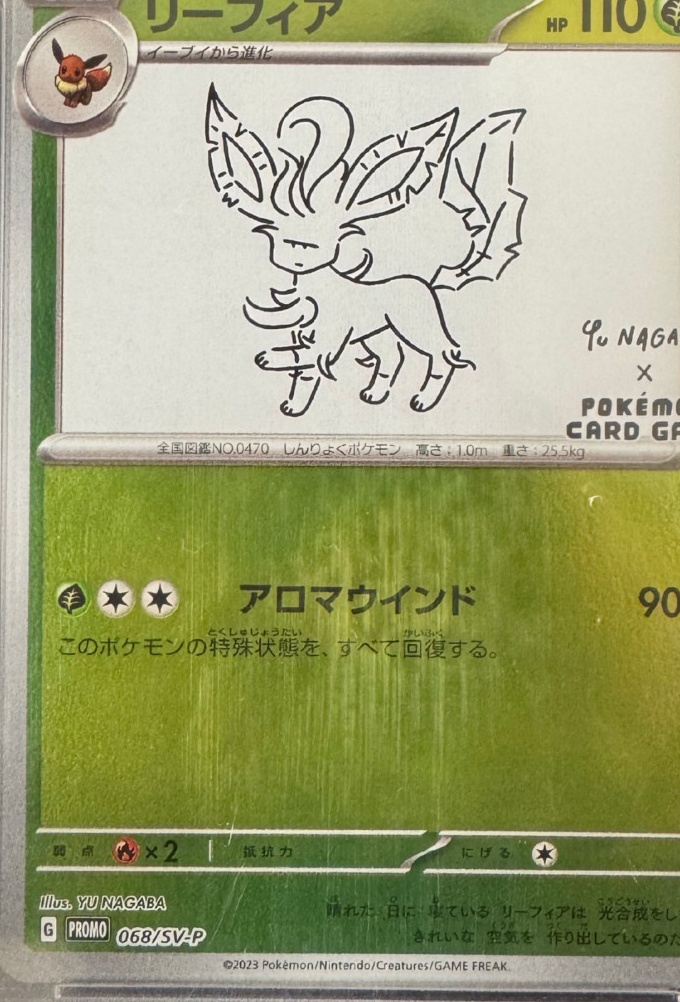 リーフィア HP 110
イーブイから進化
Yu NAGA
x
POKÉM
CARD GA
全国図鑑NO.0470 しんりょくポケモン 高さ:1.0m 重さ:25.5kg
アロマウインド 90
このポケモンの特殊状態を、すべて回復する。
弱点 ×2 抵抗力 にげる
Illus. YU NAGABA
晴れた 日に 寝ている リーフィアは 光合成をし
G PROMO 068/SV-P
きれいな 空気を 作り出しているのだ
©2023 Pokémon/Nintendo/Creatures/GAME FREAK.